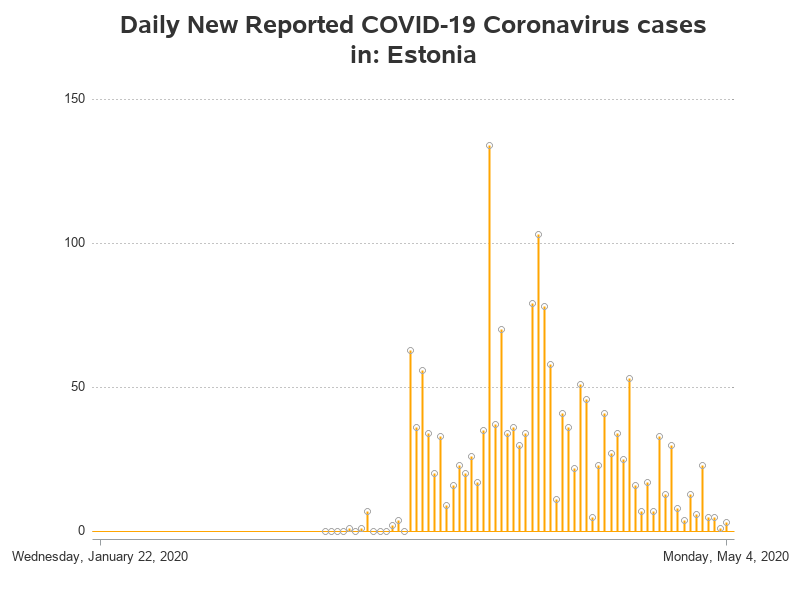 Daily New Reported COVID-19 Coronavirus cases
in: Estonia
150
100
50
0
Wednesday, January 22, 2020 Monday, May 4, 2020